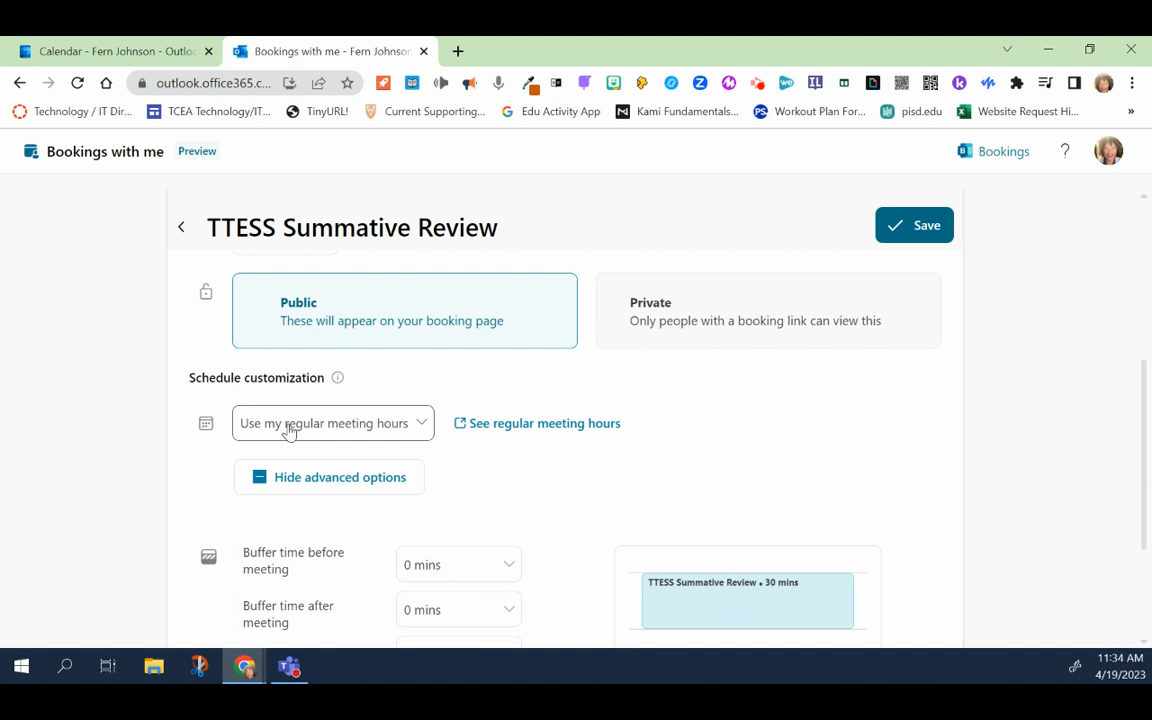 Calendar - Fern Johnson - Outlo
Bookings with me - Fern Johnson
outlook.office365.c...
Technology / IT Dir...
TCEA Technology/IT...
TinyURL!
Current Supporting...
Edu Activity App
Kami Fundamentals...
Workout Plan For...
pisd.edu
Website Request Hi...
»
Bookings with me
Preview
Bookings
?
TTESS Summative Review
Save
Public
These will appear on your booking page
Private
Only people with a booking link can view this
Schedule customization
Use my regular meeting hours
See regular meeting hours
Hide advanced options
Buffer time before
meeting
0 mins
TTESS Summative Review • 30 mins
Buffer time after
meeting
0 mins
11:34 AM
4/19/2023